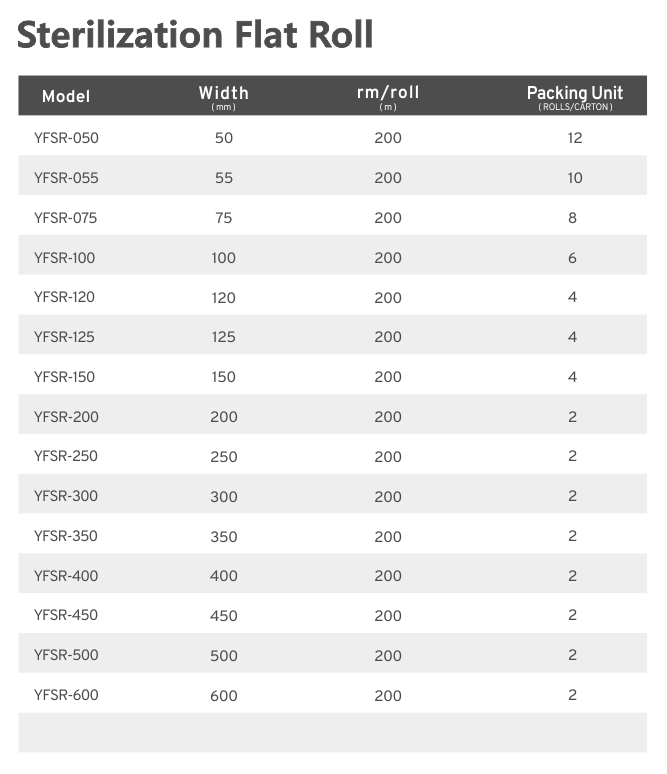 Sterilization Flat Roll
Model Width rm/roll Packing Unit
(mm) (m) (ROLLS/CARTON)
YFSR-050 50 200 12
YFSR-055 55 200 10
YFSR-075 75 200 8
YFSR-100 100 200 6
YFSR-120 120 200 4
YFSR-125 125 200 4
YFSR-150 150 200 4
YFSR-200 200 200 2
YFSR-250 250 200 2
YFSR-300 300 200 2
YFSR-350 350 200 2
YFSR-400 400 200 2
YFSR-450 450 200 2
YFSR-500 500 200 2
YFSR-600 600 200 2